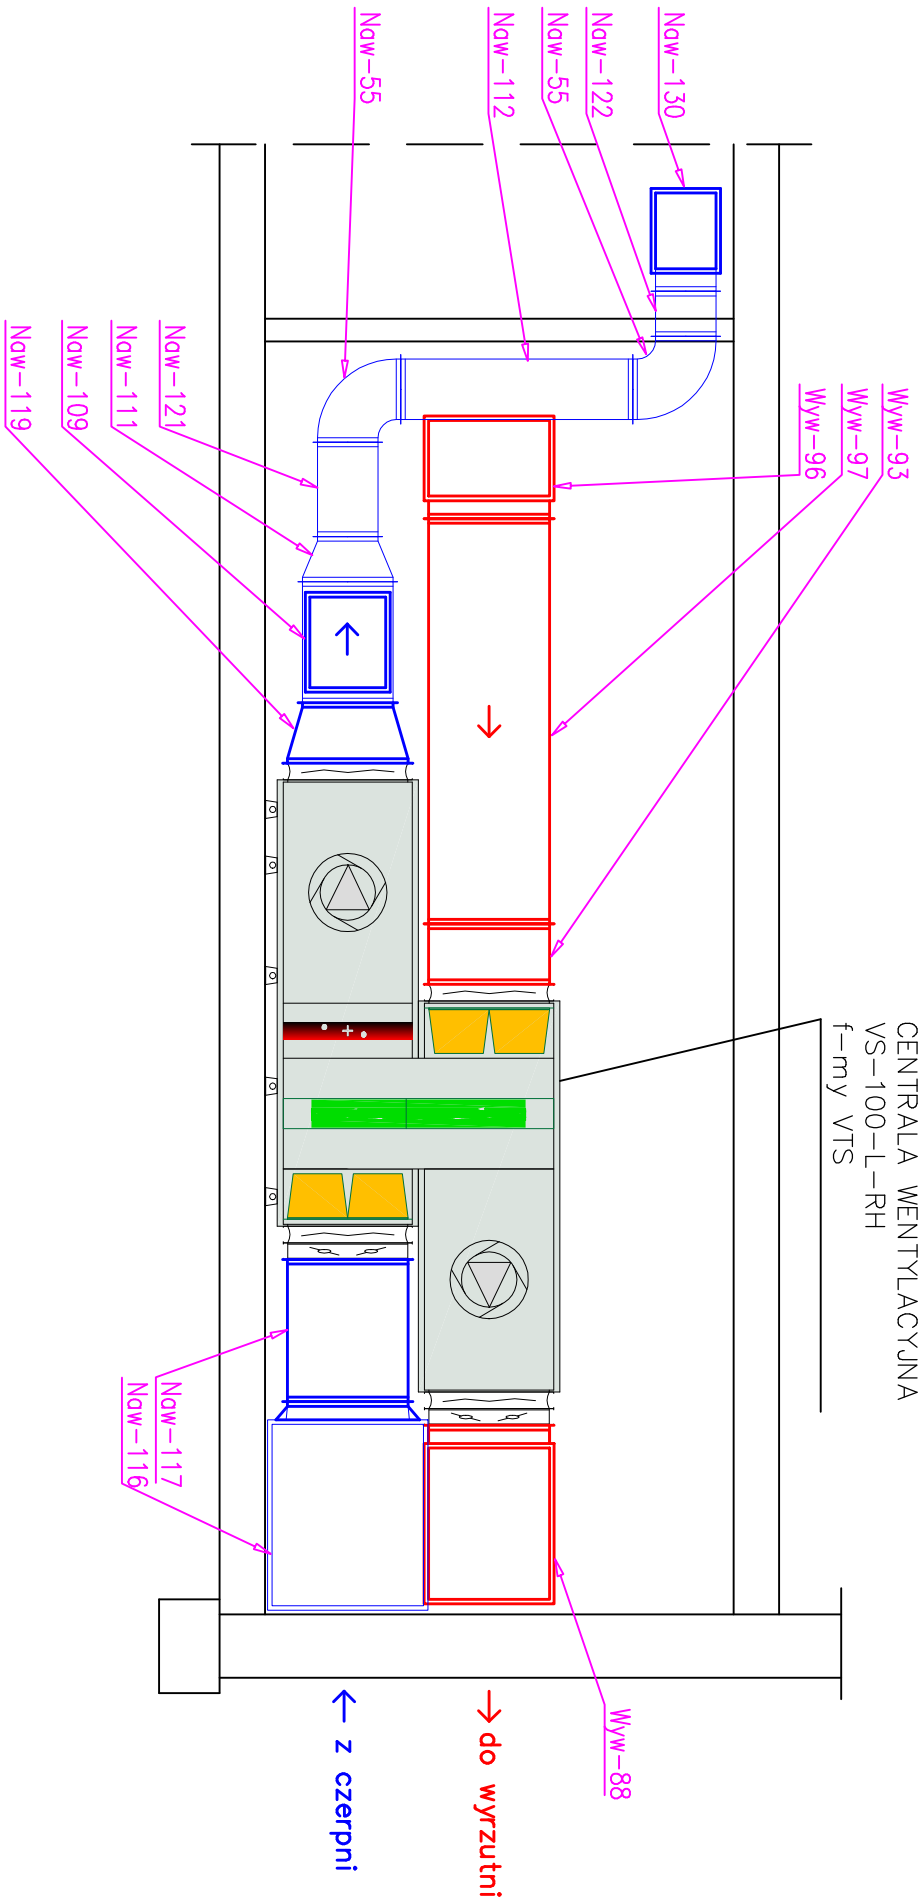 Naw-130
Naw-122
Naw-55
Naw-112
Naw-55
Wyw-93
Wyw-97
Wyw-96
Naw-121
Naw-111
Naw-109
Naw-119
CENTRALA WENTYLACYJNA
VS-100-L-RH
f-my VTS
Naw-117
Naw-116
Wyw-88
do wyrzutni
z czerpni